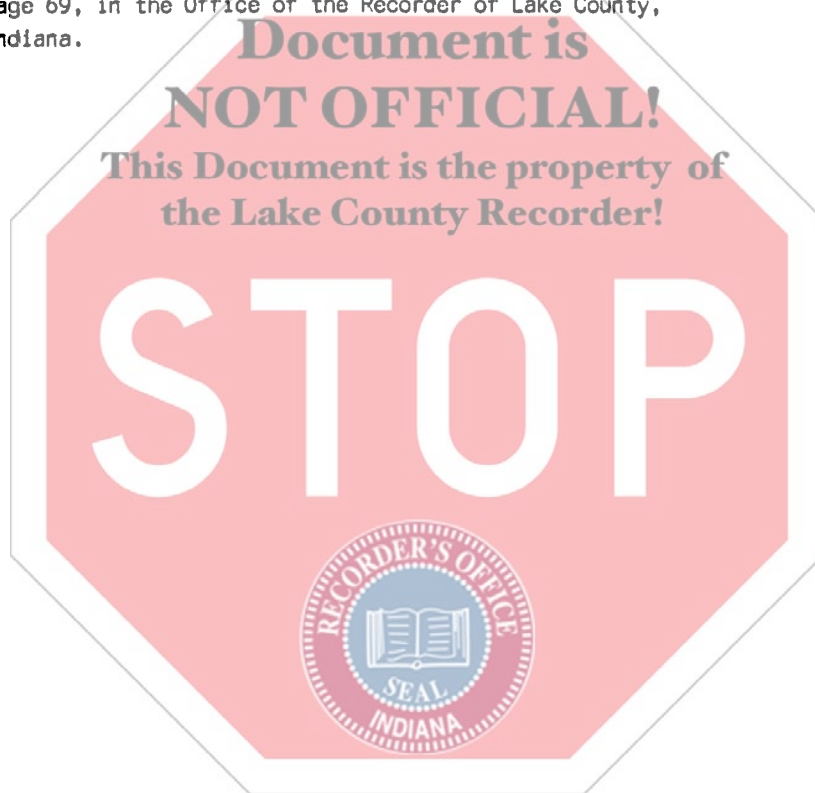 age 69, in the Office of the Recorder of Lake County,
ndiana.
Document is
NOT OFFICIAL!
This Document is the property of
the Lake County Recorder!
STOP
RECORDER'S OFFICE
SEAL
INDIANA